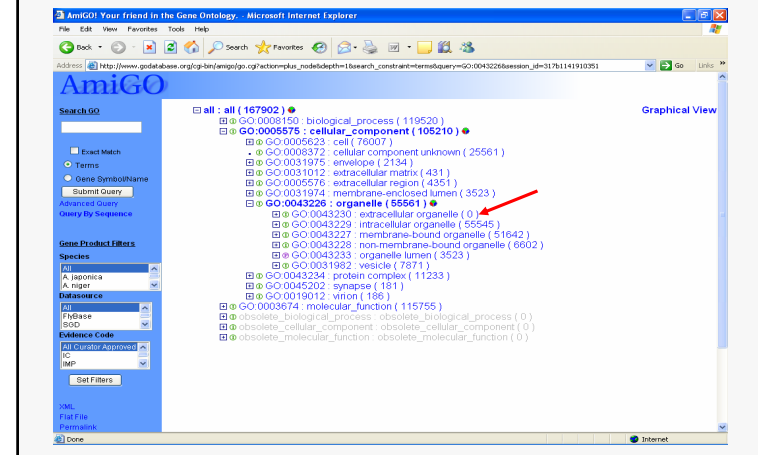 AmiGO! Your friend in the Gene Ontology. - Microsoft Internet Explorer
File Edit View Favorites Tools Help
Back Search Favorites
Address http://www.godatabase.org/cgi-bin/amigo/go.cgi?action=plus_node&depth=1&search_constraint=terms&query=GO:0043226&session_id=317b1141910351 Go Links »
AmiGO
Search GO
Exact Match
Terms
Gene Symbol/Name
Submit Query
Advanced Query
Query By Sequence
Gene Product Filters
Species
All
A. japonica
A. niger
Datasource
All
FlyBase
SGD
Evidence Code
All Curator Approved
IC
IMP
Set Filters
XML
Flat File
Permalink
Graphical View
all : all ( 167902 )
GO:0008150 : biological_process ( 119520 )
GO:0005575 : cellular_component ( 105210 )
GO:0005623 : cell ( 76007 )
GO:0008372 : cellular component unknown ( 25561 )
GO:0031975 : envelope ( 2134 )
GO:0031012 : extracellular matrix ( 431 )
GO:0005576 : extracellular region ( 4351 )
GO:0031974 : membrane-enclosed lumen ( 3523 )
GO:0043226 : organelle ( 55561 )
GO:0043230 : extracellular organelle ( 0 )
GO:0043229 : intracellular organelle ( 55545 )
GO:0043227 : membrane-bound organelle ( 51642 )
GO:0043228 : non-membrane-bound organelle ( 6602 )
GO:0043233 : organelle lumen ( 3523 )
GO:0031982 : vesicle ( 7871 )
GO:0043234 : protein complex ( 11233 )
GO:0045202 : synapse ( 181 )
GO:0019012 : virion ( 186 )
GO:0003674 : molecular_function ( 115755 )
obsolete_biological_process : obsolete_biological_process ( 0 )
obsolete_cellular_component : obsolete_cellular_component ( 0 )
obsolete_molecular_function : obsolete_molecular_function ( 0 )
Done Internet